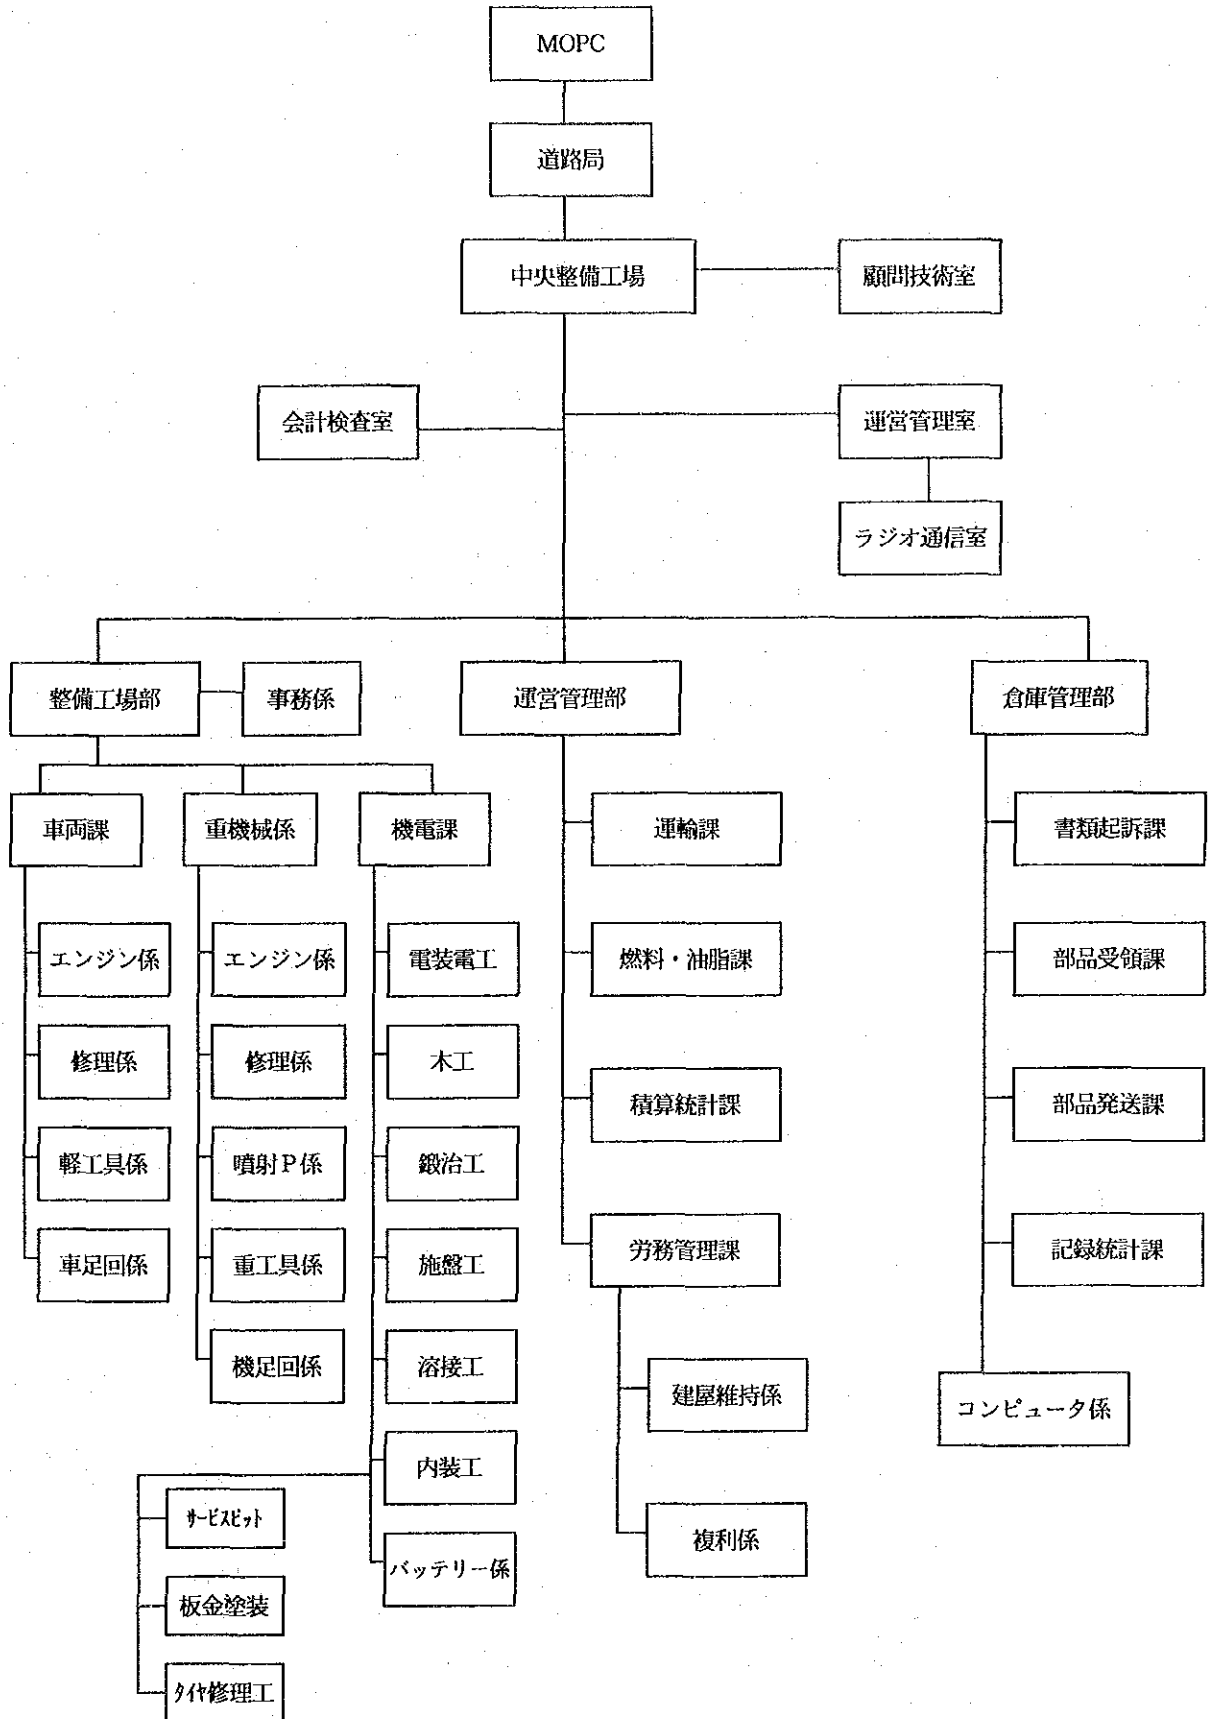 MOPC
道路局
中央整備工場
顧問技術室
会計検査室
運営管理室
ラジオ通信室
整備工場部
事務係
運営管理部
倉庫管理部
車両課
重機械係
機電課
運輸課
書類起訴課
エンジン係
エンジン係
電装電工
燃料・油脂課
部品受領課
修理係
修理係
木工
積算統計課
部品発送課
軽工具係
噴射P係
鍛治工
労務管理課
記録統計課
車足回係
重工具係
施盤工
機足回係
溶接工
建屋維持係
コンピュータ係
内装工
サービスピット
複利係
バッテリー係
板金塗装
タイヤ修理工